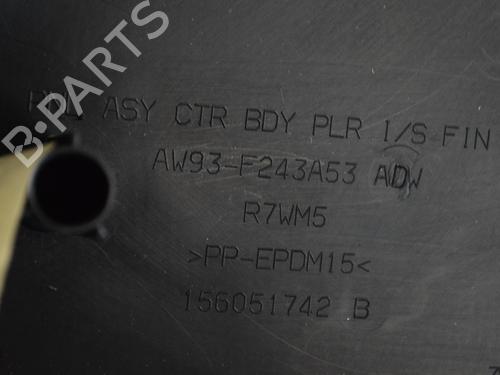 ASY CTR BDY PLR I/S FIN
AW93-F243A53 ADW
R7WM5
>PP-EPDM15<
156051742 B
B-PARTS